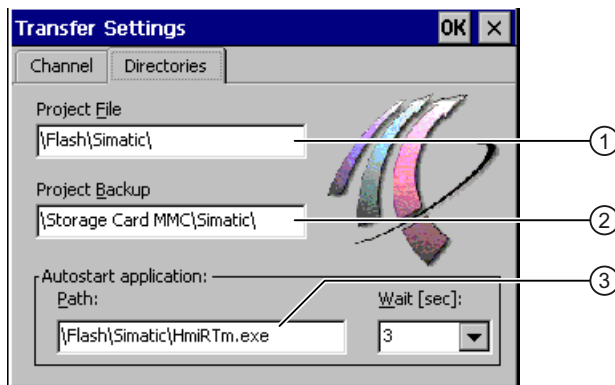 Transfer Settings OK ×
Channel Directories
Project File
\Flash\Simatic\
1
Project Backup
\Storage Card MMC\Simatic\
2
Autostart application:
3
Path: Wait [sec]:
\Flash\Simatic\HmiRTm.exe 3